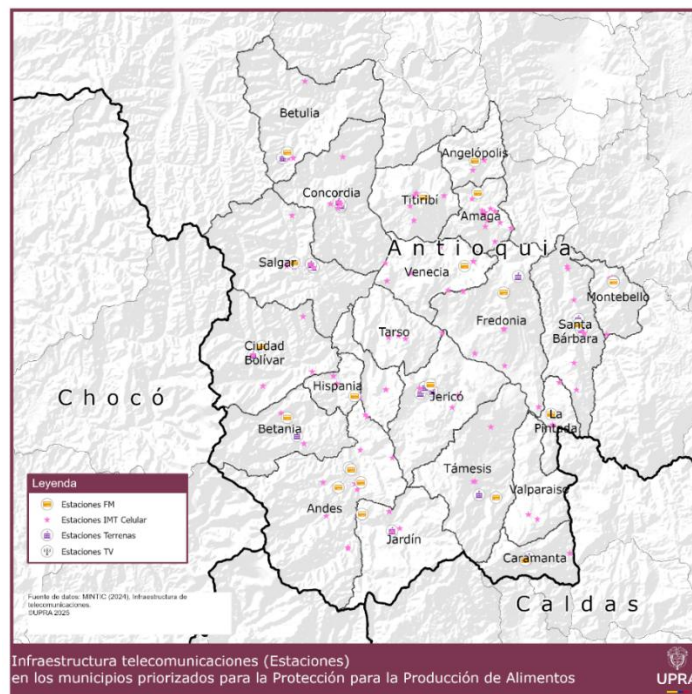 Betulia
Angelópolis
Concordia
Titiribí
Amagá
Antioquia
Salgar
Venecia
Montebello
Fredonia
Santa
Bárbara
Tarso
Ciudad
Bolívar
Chocó
Hispania
Jericó
La
Pintada
Betania
Támesis
Valparaiso
Andes
Jardín
Caramanta
Caldas
Leyenda
Estaciones FM
Estaciones IMT Celular
Estaciones Terrenas
Estaciones TV
Fuente de datos: MINTIC (2024), Infraestructura de
telecomunicaciones.
©UPRA 2025
Infraestructura telecomunicaciones (Estaciones)
en los municipios priorizados para la Protección para la Producción de Alimentos
UPRA